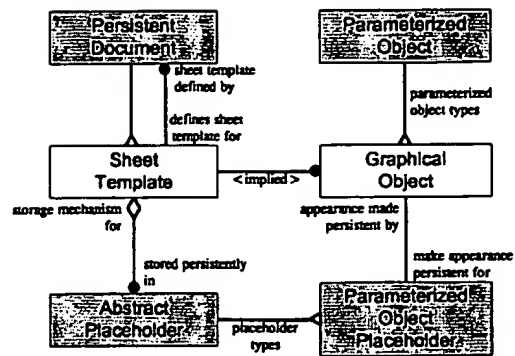 Persistent
Document
Parameterized
Object
sheet template
defined by
parameterized
object types
defines sheet
template for
Sheet
Template
< implied >
Graphical
Object
storage mechanism
for
appearance made
persistent by
stored persistently
in
make appearance
persistent for
Abstract
Placeholder
placeholder
types
Parameterized
Object
Placeholder